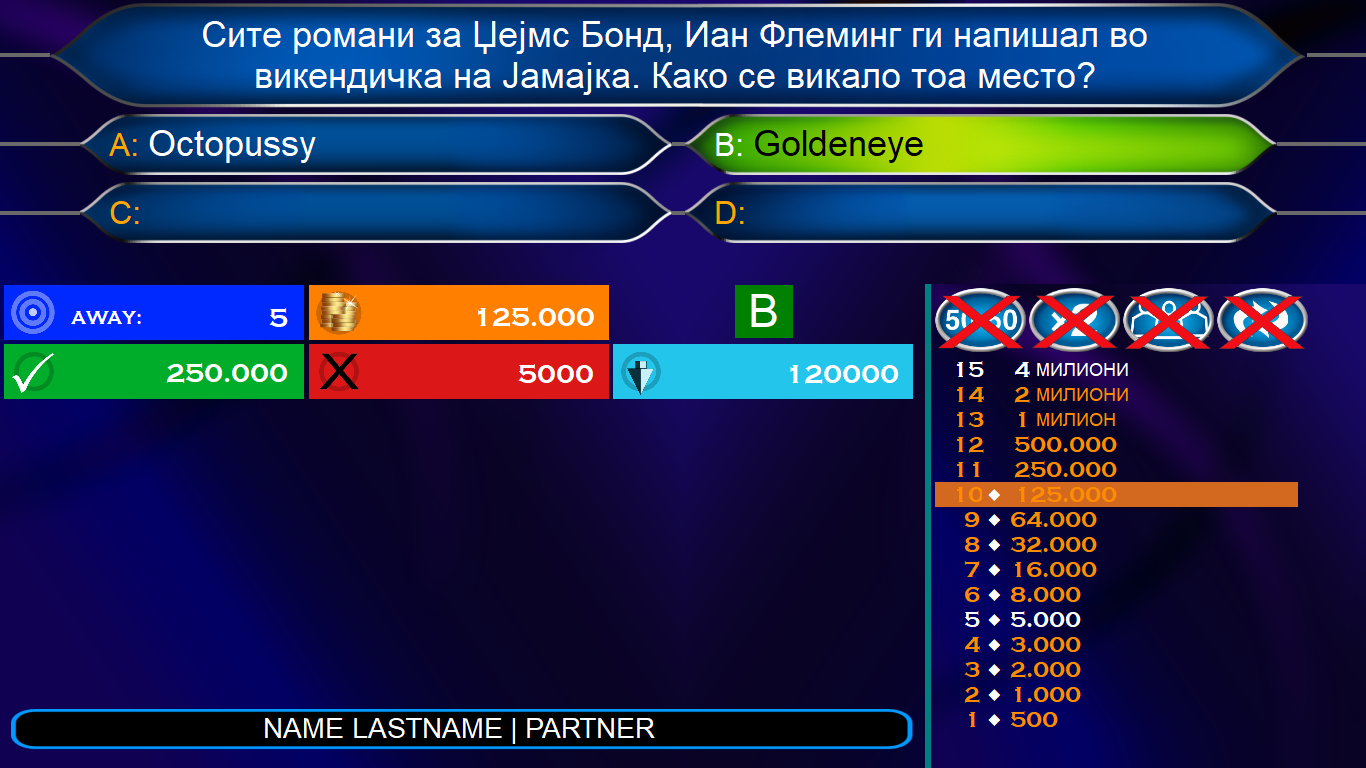 Сите романи за Џејмс Бонд, Иан Флеминг ги напишал во
викендичка на Јамајка. Како се викало тоа место?
A: Octopussy
B: Goldeneye
C:
D:
AWAY: 5
125.000
B
250.000
5000
120000
50:50
x2
15 4 МИЛИОНИ
14 2 МИЛИОНИ
13 1 МИЛИОН
12 500.000
11 250.000
10 ◆ 125.000
9 ◆ 64.000
8 ◆ 32.000
7 ◆ 16.000
6 ◆ 8.000
5 ◆ 5.000
4 ◆ 3.000
3 ◆ 2.000
2 ◆ 1.000
1 ◆ 500
NAME LASTNAME | PARTNER